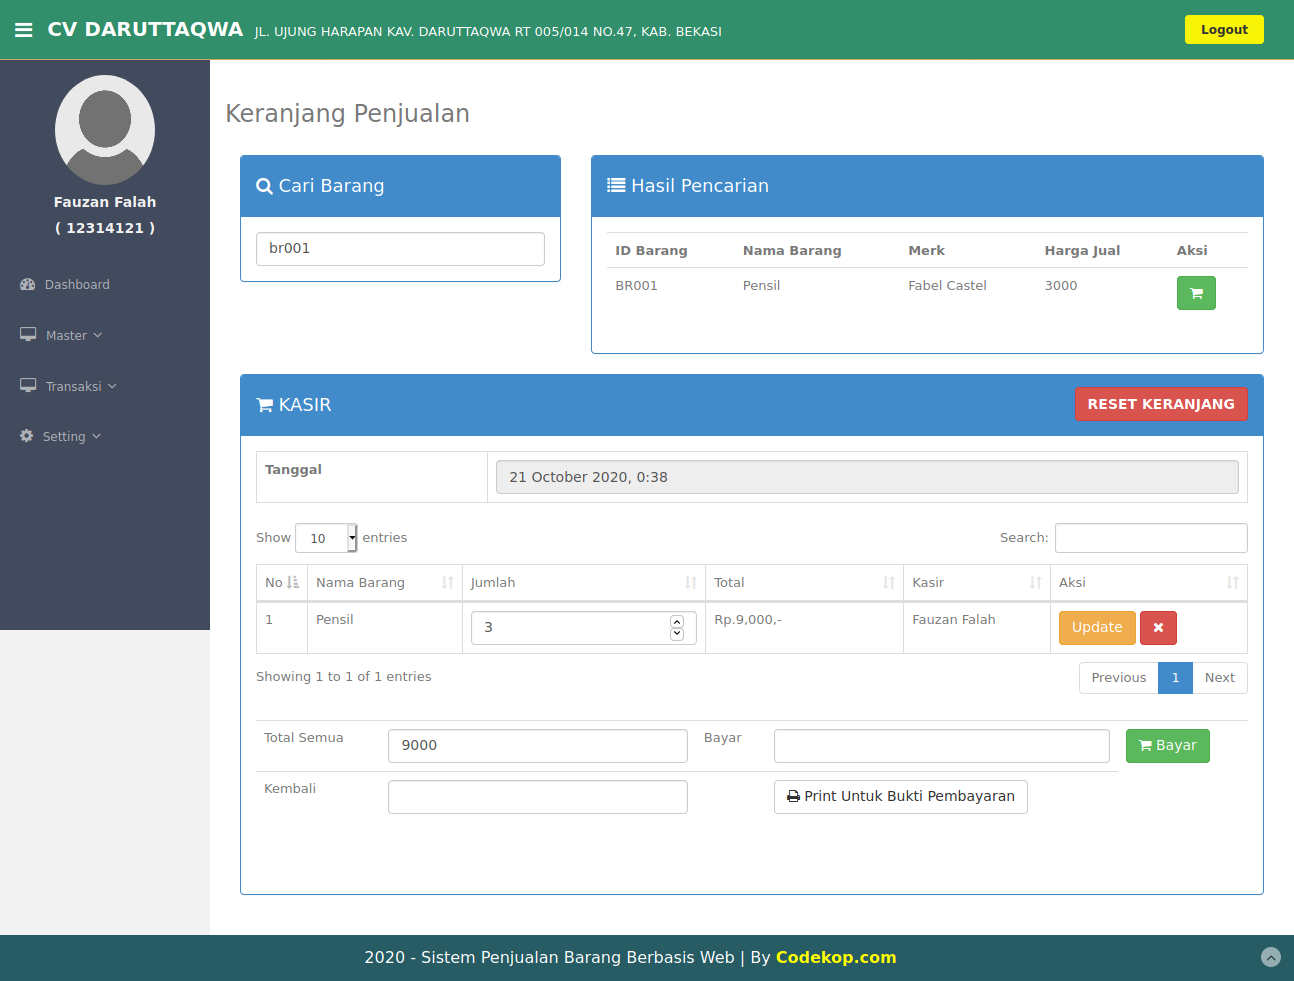 CV DARUTTAQWA JL. UJUNG HARAPAN KAV. DARUTTAQWA RT 005/014 NO.47, KAB. BEKASI Logout
Fauzan Falah
( 12314121 )
Dashboard
Master
Transaksi
Setting
Keranjang Penjualan
Cari Barang
br001
Hasil Pencarian
ID Barang Nama Barang Merk Harga Jual Aksi
BR001 Pensil Fabel Castel 3000
KASIR RESET KERANJANG
Tanggal 21 October 2020, 0:38
Show 10 entries Search:
No Nama Barang Jumlah Total Kasir Aksi
1 Pensil 3 Rp.9,000,- Fauzan Falah Update
Showing 1 to 1 of 1 entries Previous 1 Next
Total Semua 9000 Bayar Bayar
Kembali Print Untuk Bukti Pembayaran
2020 - Sistem Penjualan Barang Berbasis Web | By Codekop.com